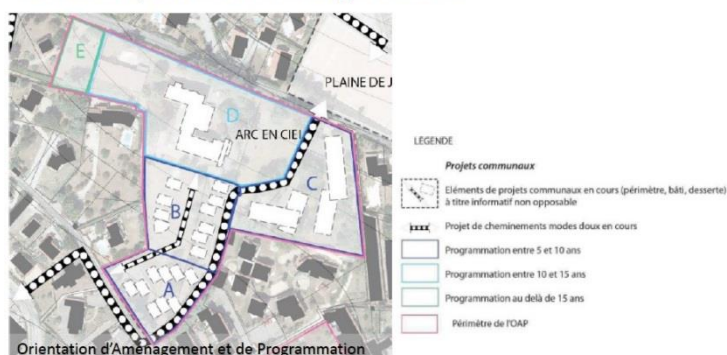 E
PLAINE DE J
D
ARC EN CIEL
C
B
A
Orientation d'Aménagement et de Programmation
LÉGENDE
Projets communaux
Eléments de projets communaux en cours (périmètre, bâti, desserte)
à titre informatif non opposable
Projet de cheminements modes doux en cours
Programmation entre 5 et 10 ans
Programmation entre 10 et 15 ans
Programmation au delà de 15 ans
Périmètre de l'OAP